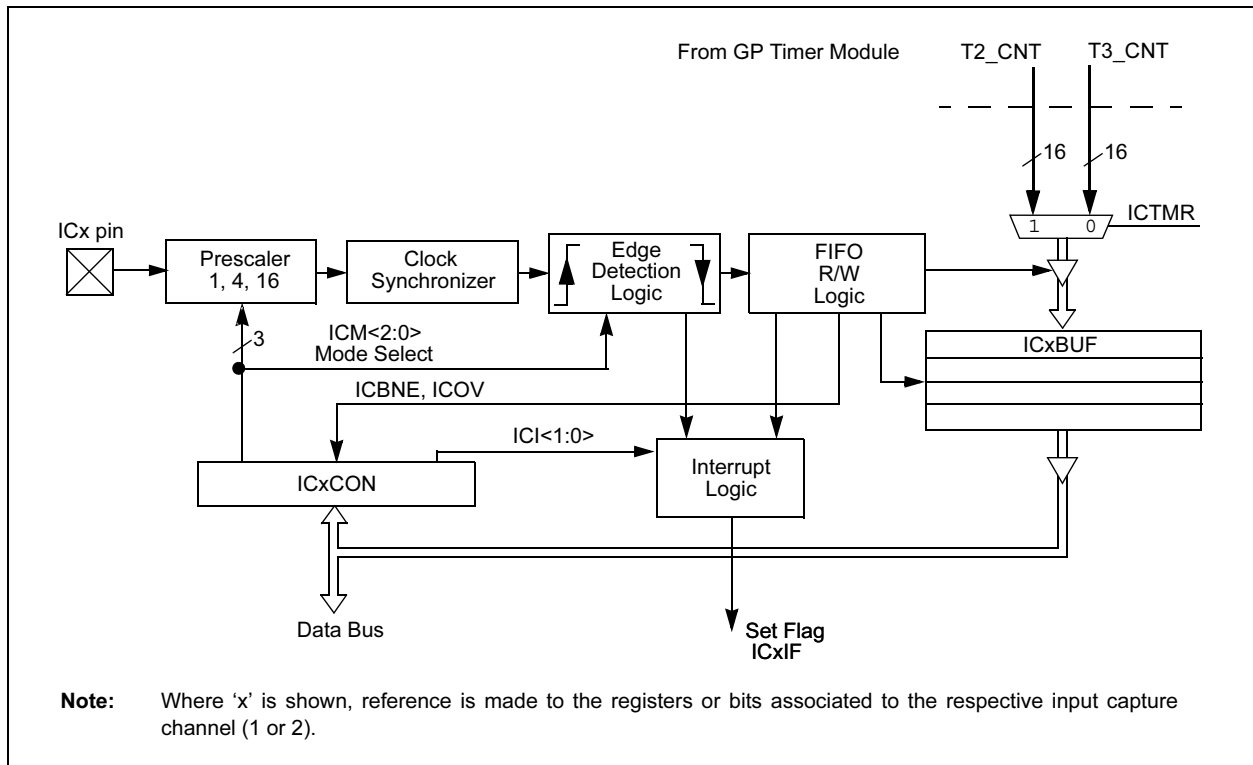 From GP Timer Module
T2_CNT
T3_CNT
16
16
ICx pin
1
0
ICTMR
Prescaler
1, 4, 16
Clock
Synchronizer
Edge
Detection
Logic
FIFO
R/W
Logic
3
ICM<2:0>
Mode Select
ICxBUF
ICBNE, ICOV
ICI<1:0>
Interrupt
Logic
ICxCON
Data Bus
Set Flag
ICxIF
Note: Where ‘x’ is shown, reference is made to the registers or bits associated to the respective input capture
channel (1 or 2).